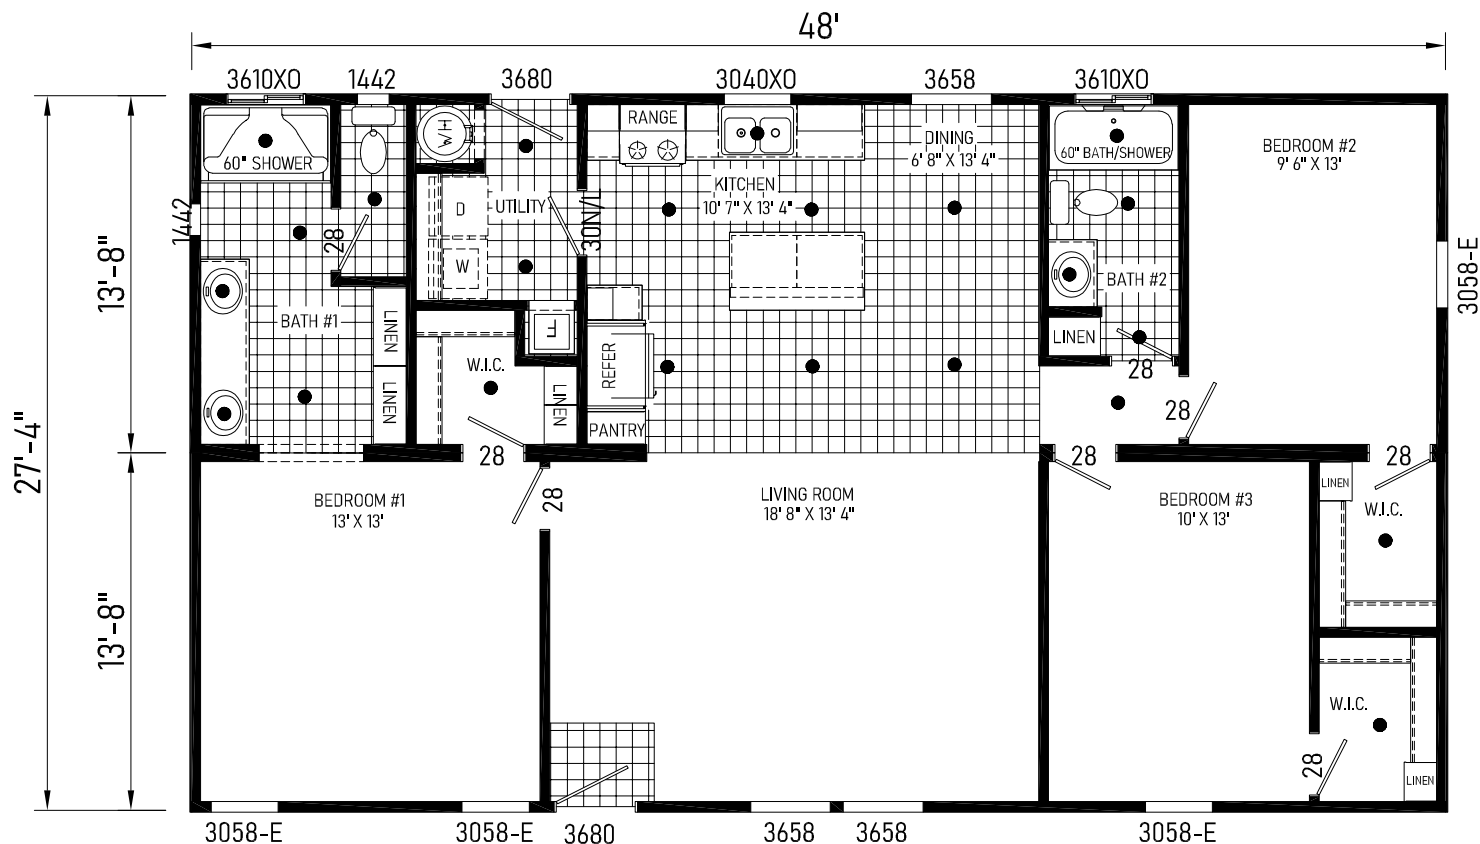 48'
3610XO
1442
3680
3040XO
3658
3610XO
RANGE
DINING
6' 8" X 13' 4"
WH
60" SHOWER
60" BATH/SHOWER
BEDROOM #2
9' 6" X 13'
KITCHEN
10' 7" X 13' 4"
D
UTILITY
30N/L
1442
28
W
BATH #2
3058-E
13'-8"
BATH #1
LINEN
F
LINEN
W.I.C.
REFER
28
LINEN
LINEN
28
PANTRY
27'-4"
28
28
28
BEDROOM #1
13' X 13'
28
LIVING ROOM
18' 8" X 13' 4"
BEDROOM #3
10' X 13'
LINEN
W.I.C.
13'-8"
W.I.C.
28
LINEN
3058-E
3058-E
3680
3658
3658
3058-E